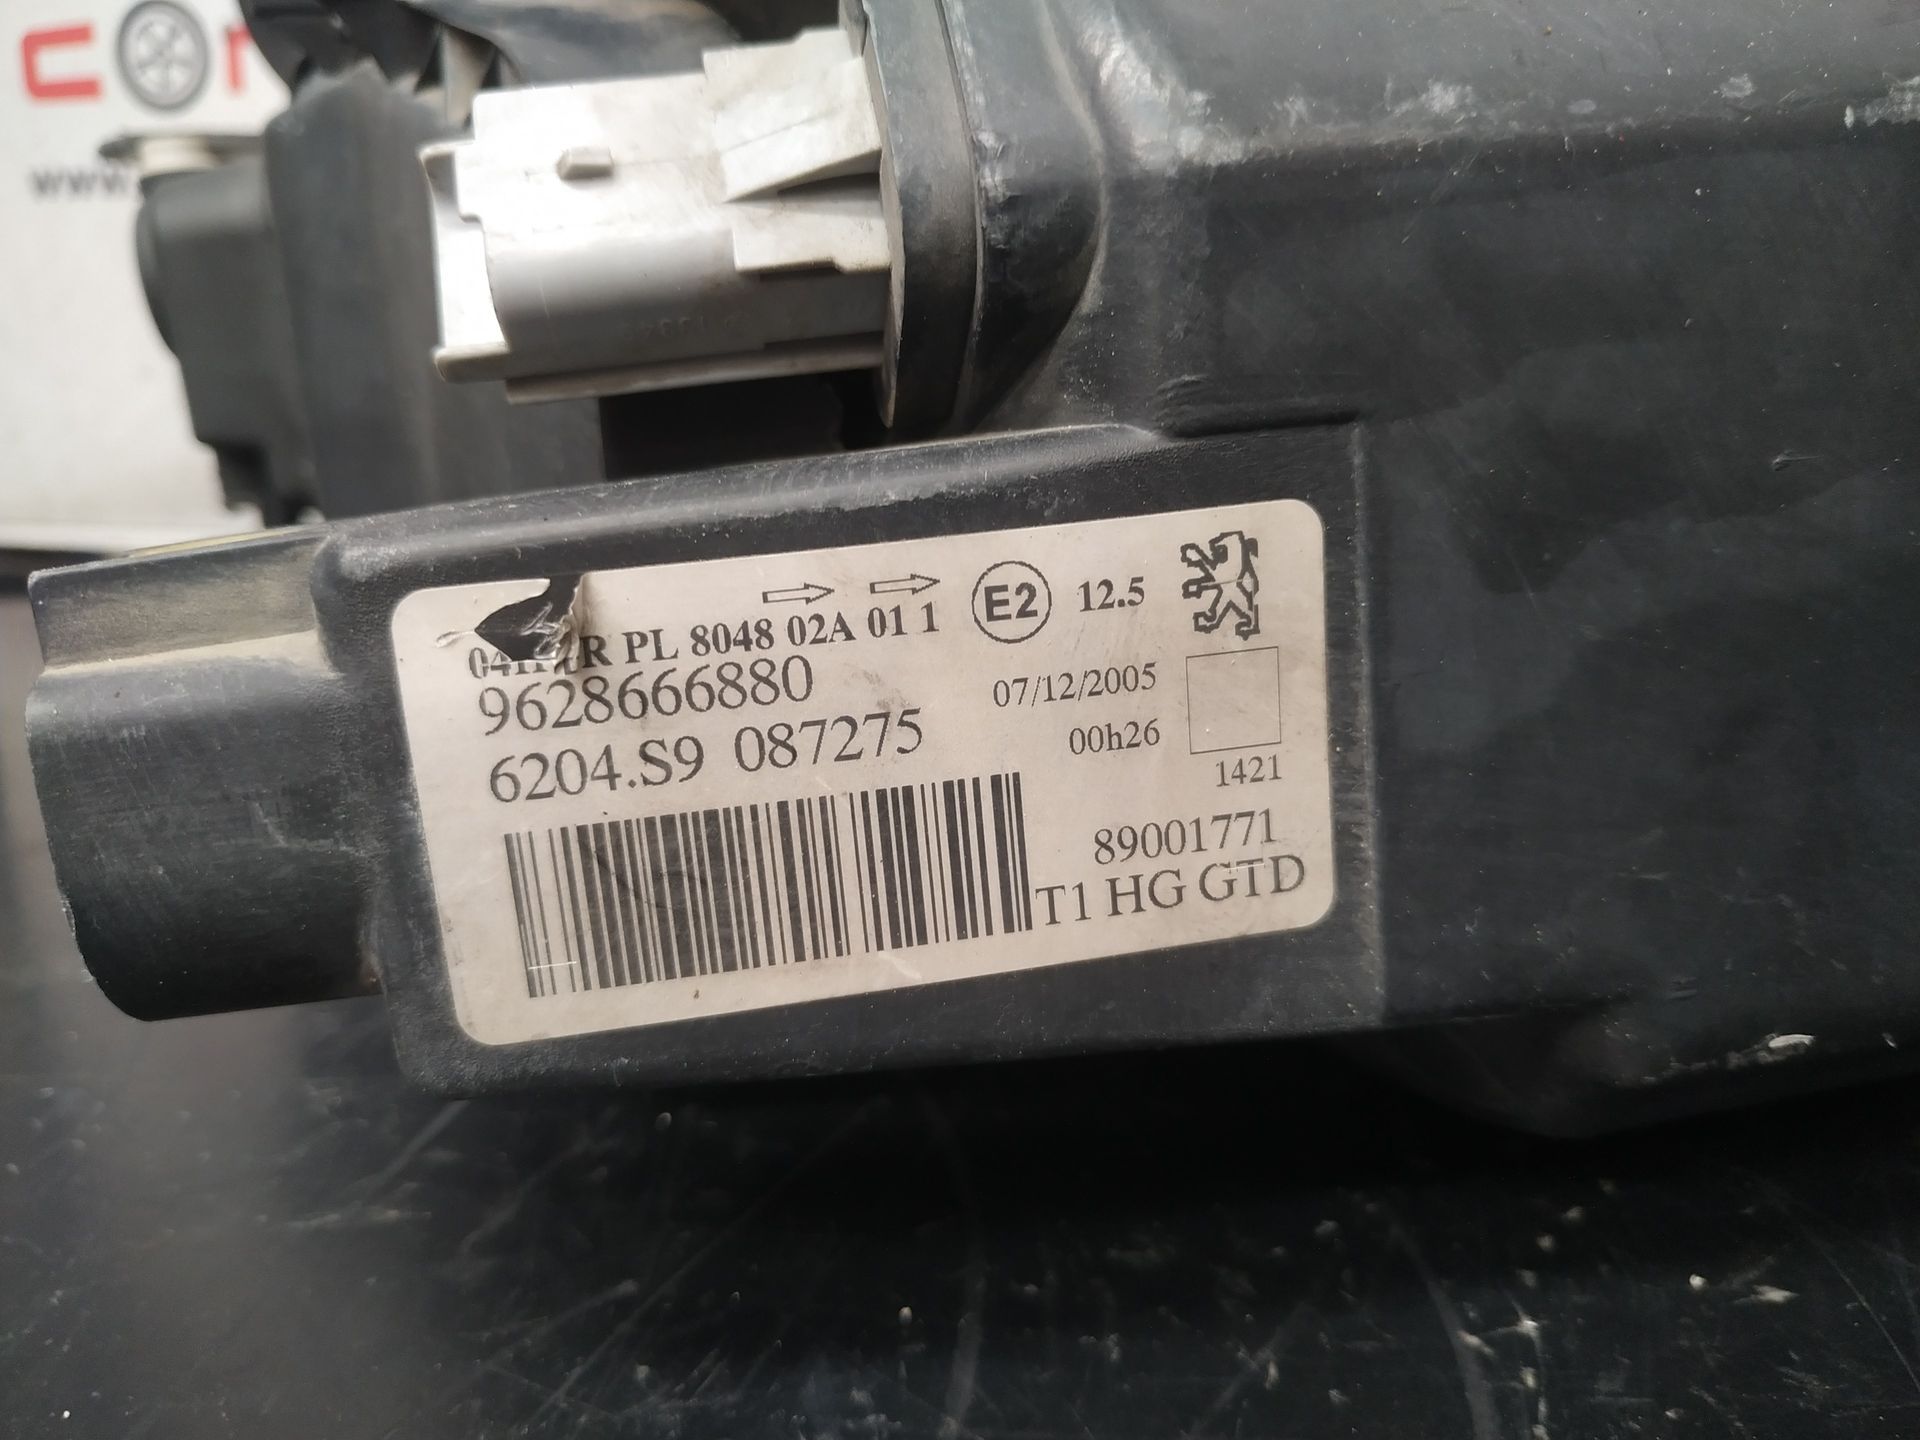 www.
R PL 8048 02A 01 1
E2
12.5
9628666880
07/12/2005
6204.S9 087275
00h26
1421
89001771
T1 HG GTD